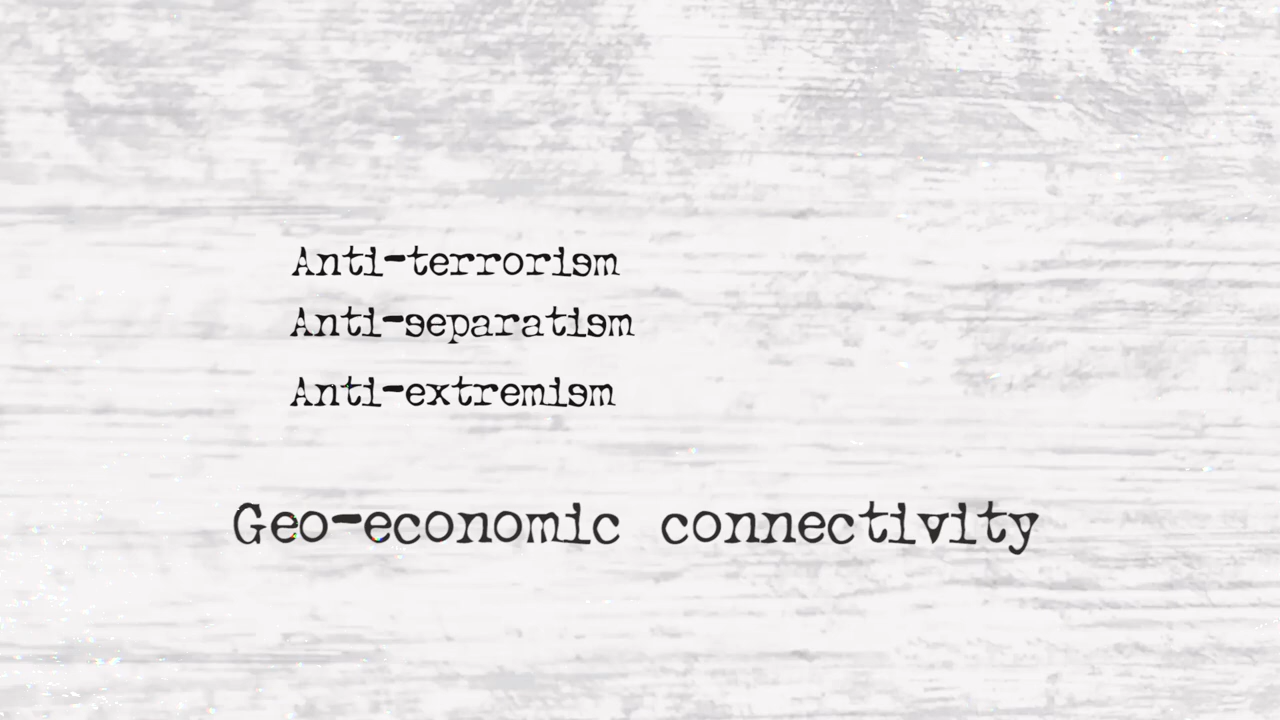 Anti-terrorism
Anti-separatism
Anti-extremism
Geo-economic connectivity